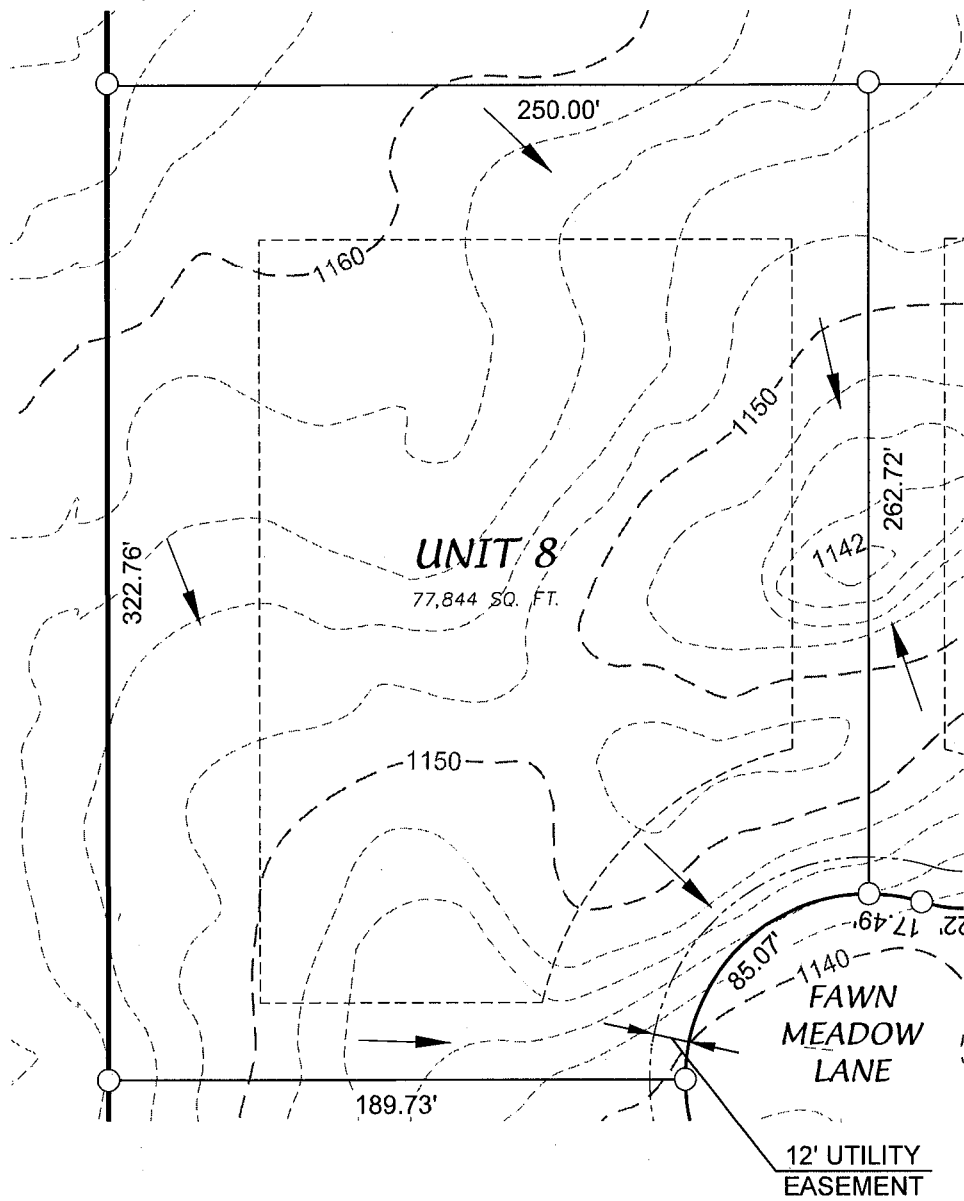 250.00'
1160
1150
262.72'
1142
UNIT 8
77,844 SQ. FT.
322.76'
1150
17.49'
22'
85.07'
1140
FAWN
MEADOW
LANE
189.73'
12' UTILITY
EASEMENT